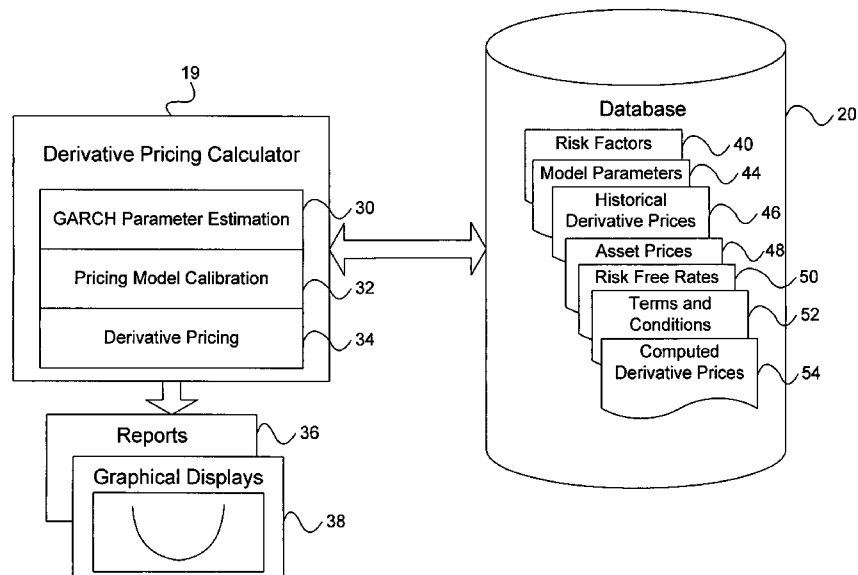 19
Derivative Pricing Calculator
GARCH Parameter Estimation
30
Pricing Model Calibration
32
Derivative Pricing
34
Reports
36
Graphical Displays
38
Database
20
Risk Factors
40
Model Parameters
44
Historical
Derivative Prices
46
Asset Prices
48
Risk Free Rates
50
Terms and
Conditions
52
Computed
Derivative Prices
54